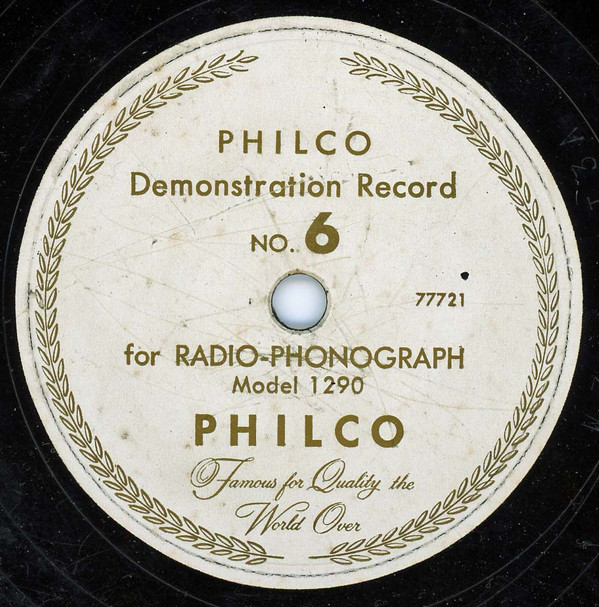 PHILCO
Demonstration Record
NO. 6
77721
for RADIO-PHONOGRAPH
Model 1290
PHILCO
Famous for Quality the
World Over